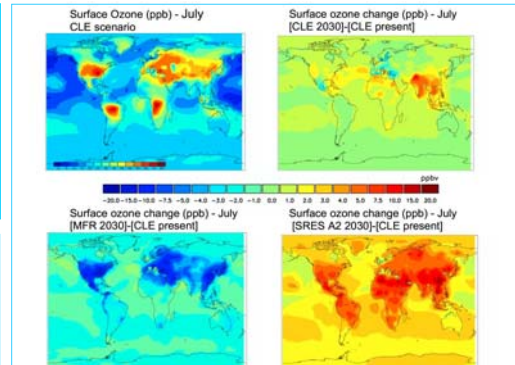 Surface Ozone (ppb) - July
CLE scenario
Surface ozone change (ppb) - July
[CLE 2030]-[CLE present]
ppbv
-20.0 -15.0 -10.0 -7.5 -5.0 -4.0 -3.0 -2.0 -1.0 0.0 1.0 2.0 3.0 4.0 5.0 7.5 10.0 15.0 20.0
Surface ozone change (ppb) - July
[MFR 2030]-[CLE present]
Surface ozone change (ppb) - July
[SRES A2 2030]-[CLE present]